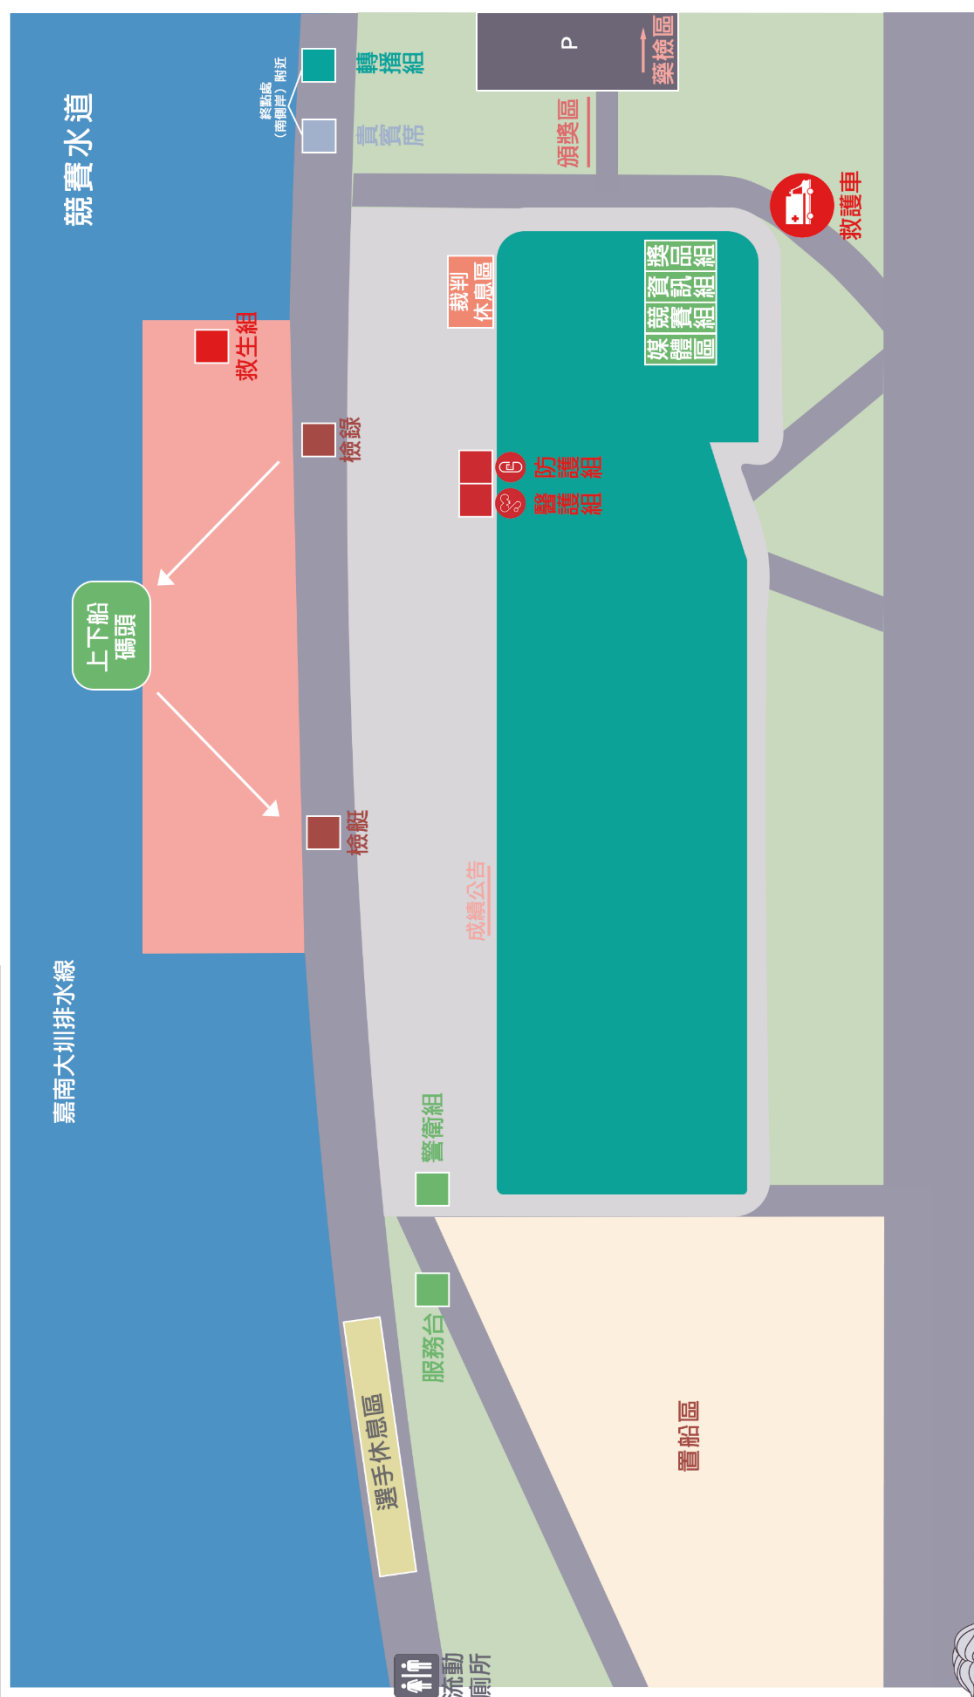 競賽水道
終點處
（南側岸）附近
轉播組
貴賓席
P
藥檢區
頒獎區
救護車
救生組
裁判
休息區
獎品組
資訊組
競賽組
媒體區
檢錄
防護組
醫護組
上下船
碼頭
檢艇
成績公告
嘉南大圳排水線
警衛組
服務台
選手休息區
置船區
流動
廁所